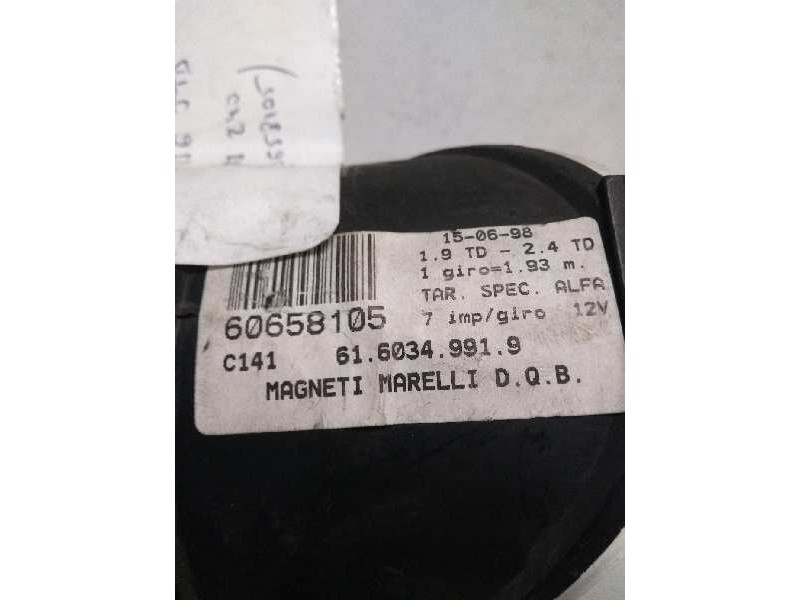 15-06-98
1.9 TD - 2.4 TD
1 giro=1.93 m.
TAR. SPEC. ALFA
60658105
7 imp/giro 12V
C141 61.6034.991.9
MAGNETI MARELLI D.Q.B.